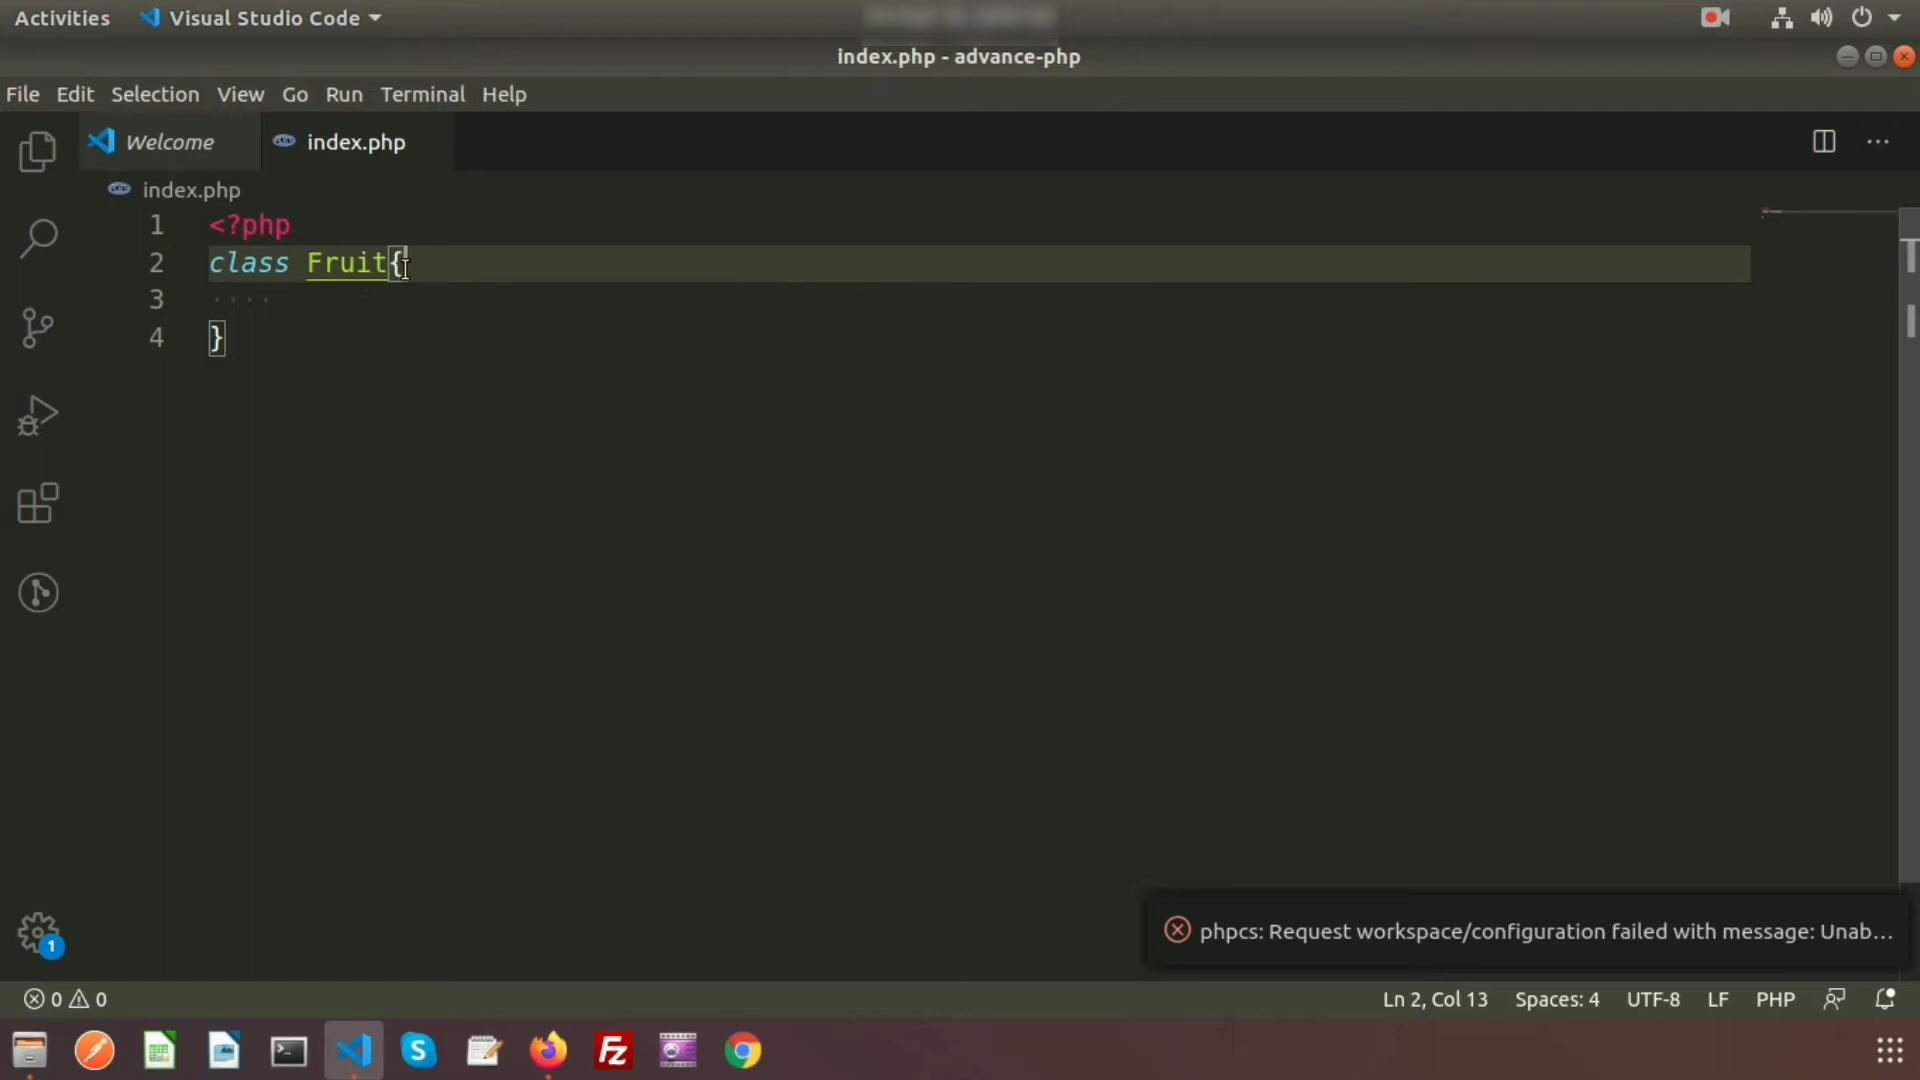 Activities Visual Studio Code
index.php - advance-php
File Edit Selection View Go Run Terminal Help
Welcome index.php
index.php
1 <?php
2 class Fruit{
3 ····
4 }
1
phpcs: Request workspace/configuration failed with message: Unab...
0 0 Ln 2, Col 13 Spaces: 4 UTF-8 LF PHP
S FZ